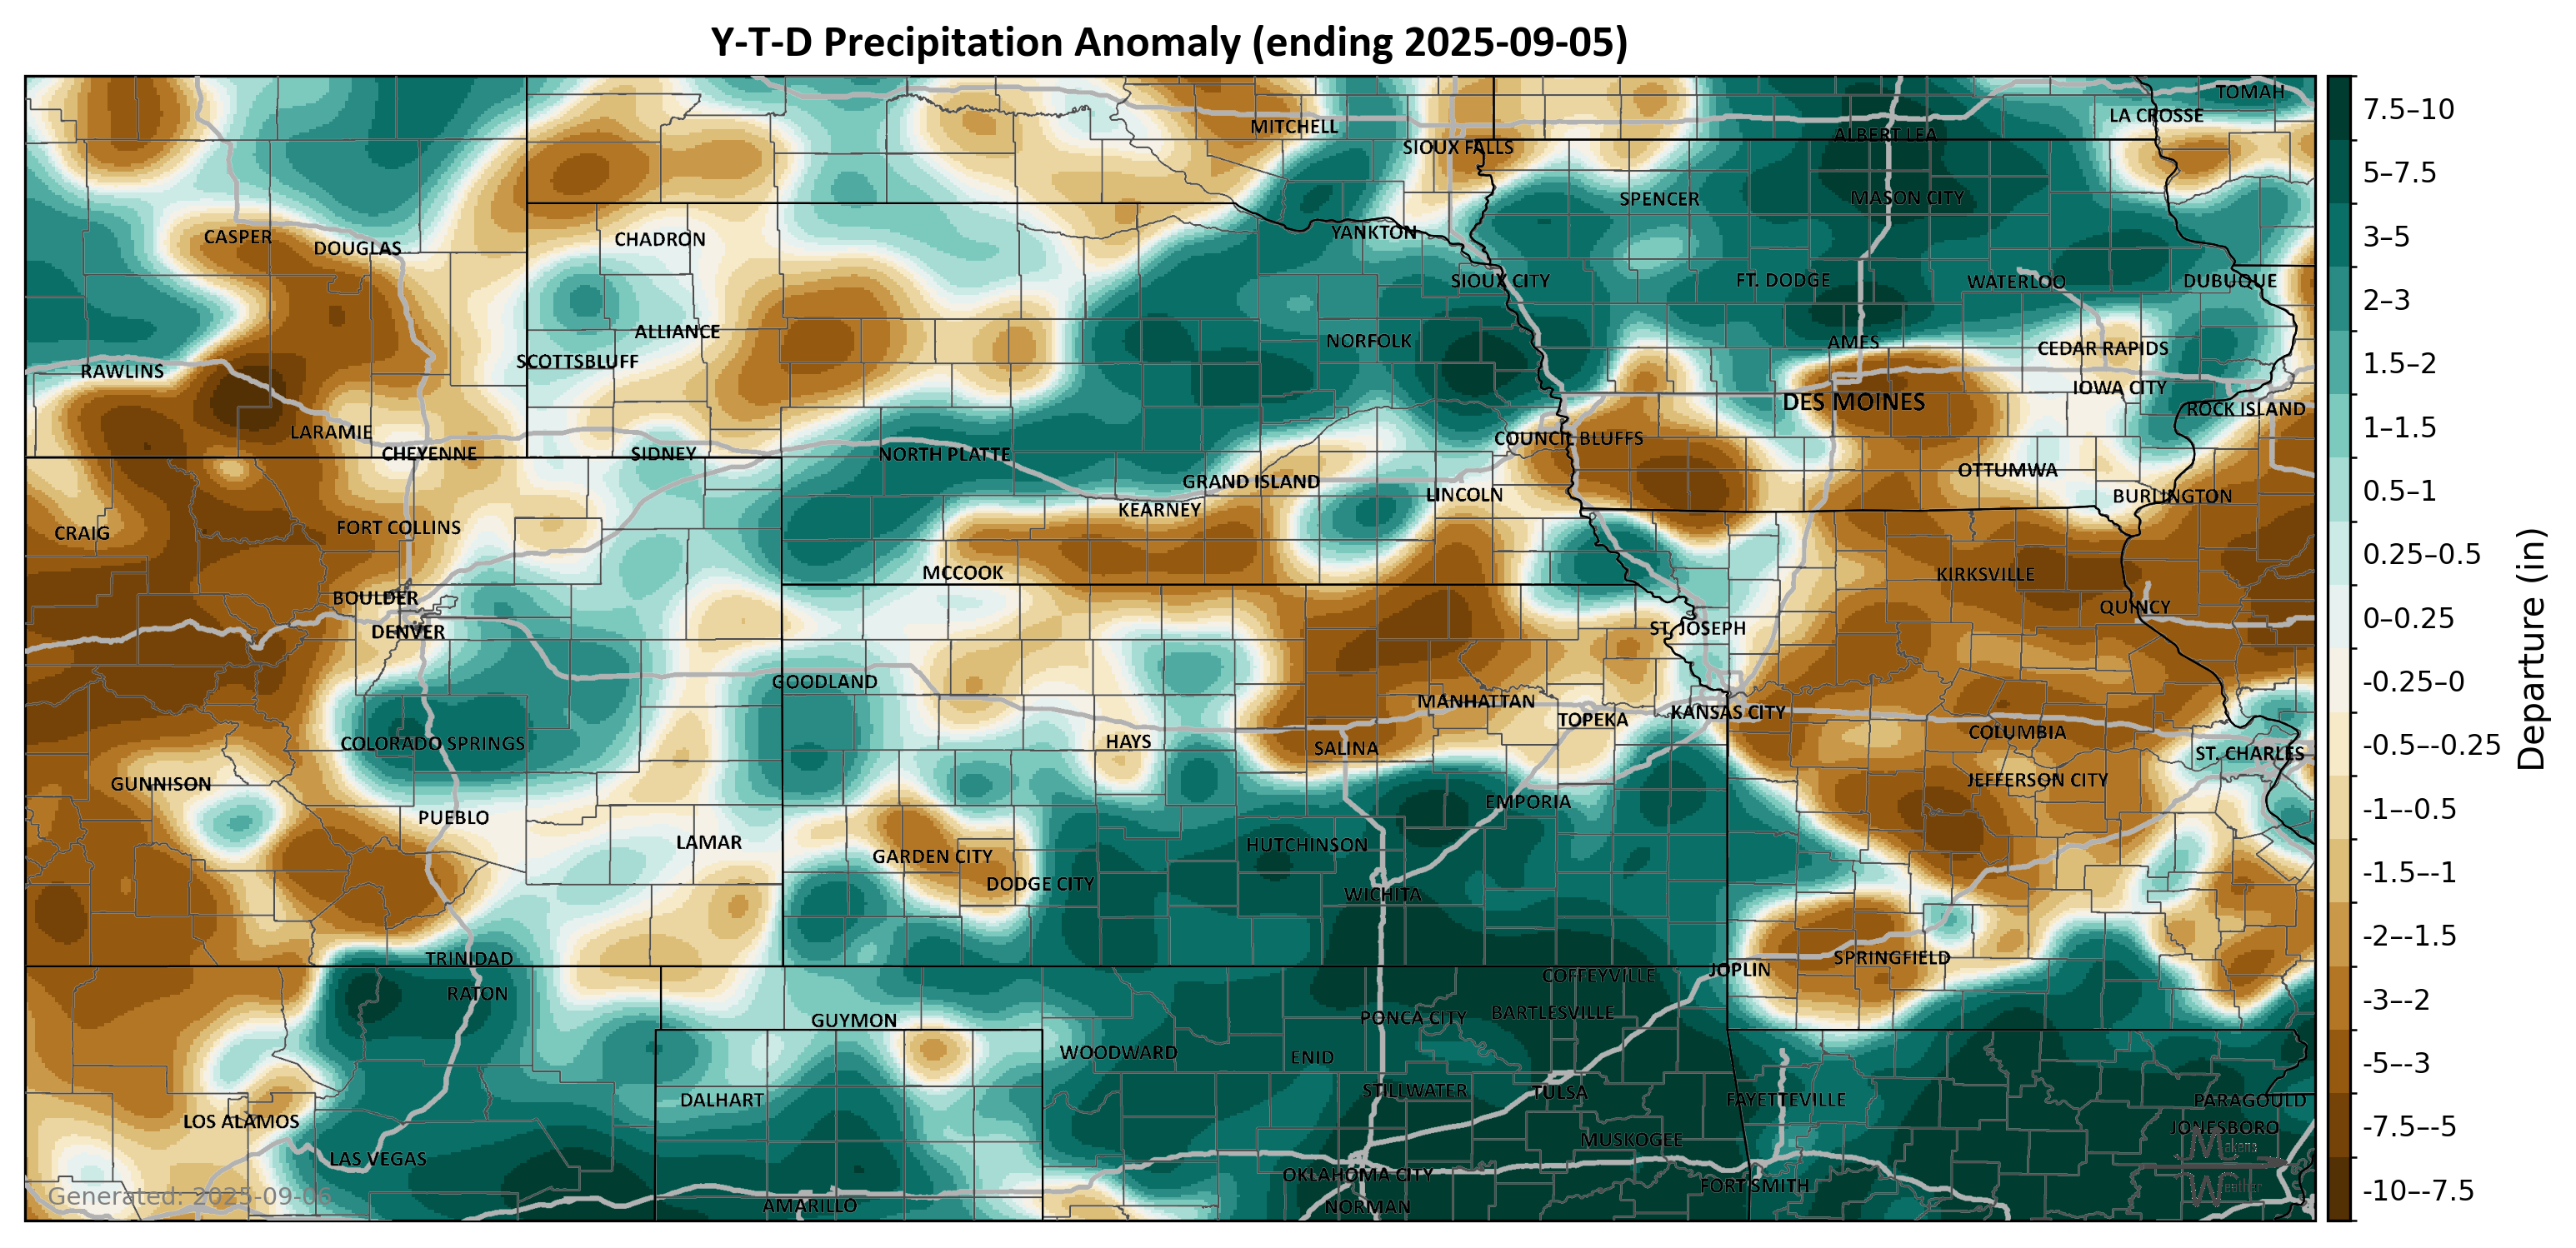 Y-T-D Precipitation Anomaly (ending 2025-09-05)
TOMAH
LA CROSSE
MITCHELL
ALBERT LEA
SIOUX FALLS
SPENCER
MASON CITY
YANKTON
CASPER
CHADRON
DOUGLAS
SIOUX CITY
FT. DODGE
WATERLOO
DUBUQUE
ALLIANCE
NORFOLK
AMES
CEDAR RAPIDS
SCOTTSBLUFF
RAWLINS
IOWA CITY
DES MOINES
ROCK ISLAND
LARAMIE
COUNCIL BLUFFS
CHEYENNE
SIDNEY
NORTH PLATTE
OTTUMWA
GRAND ISLAND
LINCOLN
BURLINGTON
KEARNEY
CRAIG
FORT COLLINS
MCCOOK
KIRKSVILLE
BOULDER
QUINCY
DENVER
ST. JOSEPH
GOODLAND
MANHATTAN
KANSAS CITY
TOPEKA
COLUMBIA
COLORADO SPRINGS
HAYS
SALINA
ST. CHARLES
GUNNISON
JEFFERSON CITY
EMPORIA
PUEBLO
LAMAR
HUTCHINSON
GARDEN CITY
DODGE CITY
WICHITA
TRINIDAD
SPRINGFIELD
JOPLIN
COFFEYVILLE
RATON
BARTLESVILLE
PONCA CITY
GUYMON
WOODWARD
ENID
STILLWATER
TULSA
DALHART
FAYETTEVILLE
PARAGOULD
LOS ALAMOS
JONESBORO
MUSKOGEE
LAS VEGAS
OKLAHOMA CITY
FORT SMITH
AMARILLO
NORMAN
Makens
Weather
Generated: 2025-09-06
7.5–10
5–7.5
3–5
2–3
1.5–2
1–1.5
0.5–1
0.25–0.5
0–0.25
-0.25–0
-0.5–-0.25
-1–-0.5
-1.5–-1
-2–-1.5
-3–-2
-5–-3
-7.5–-5
-10–-7.5
Departure (in)